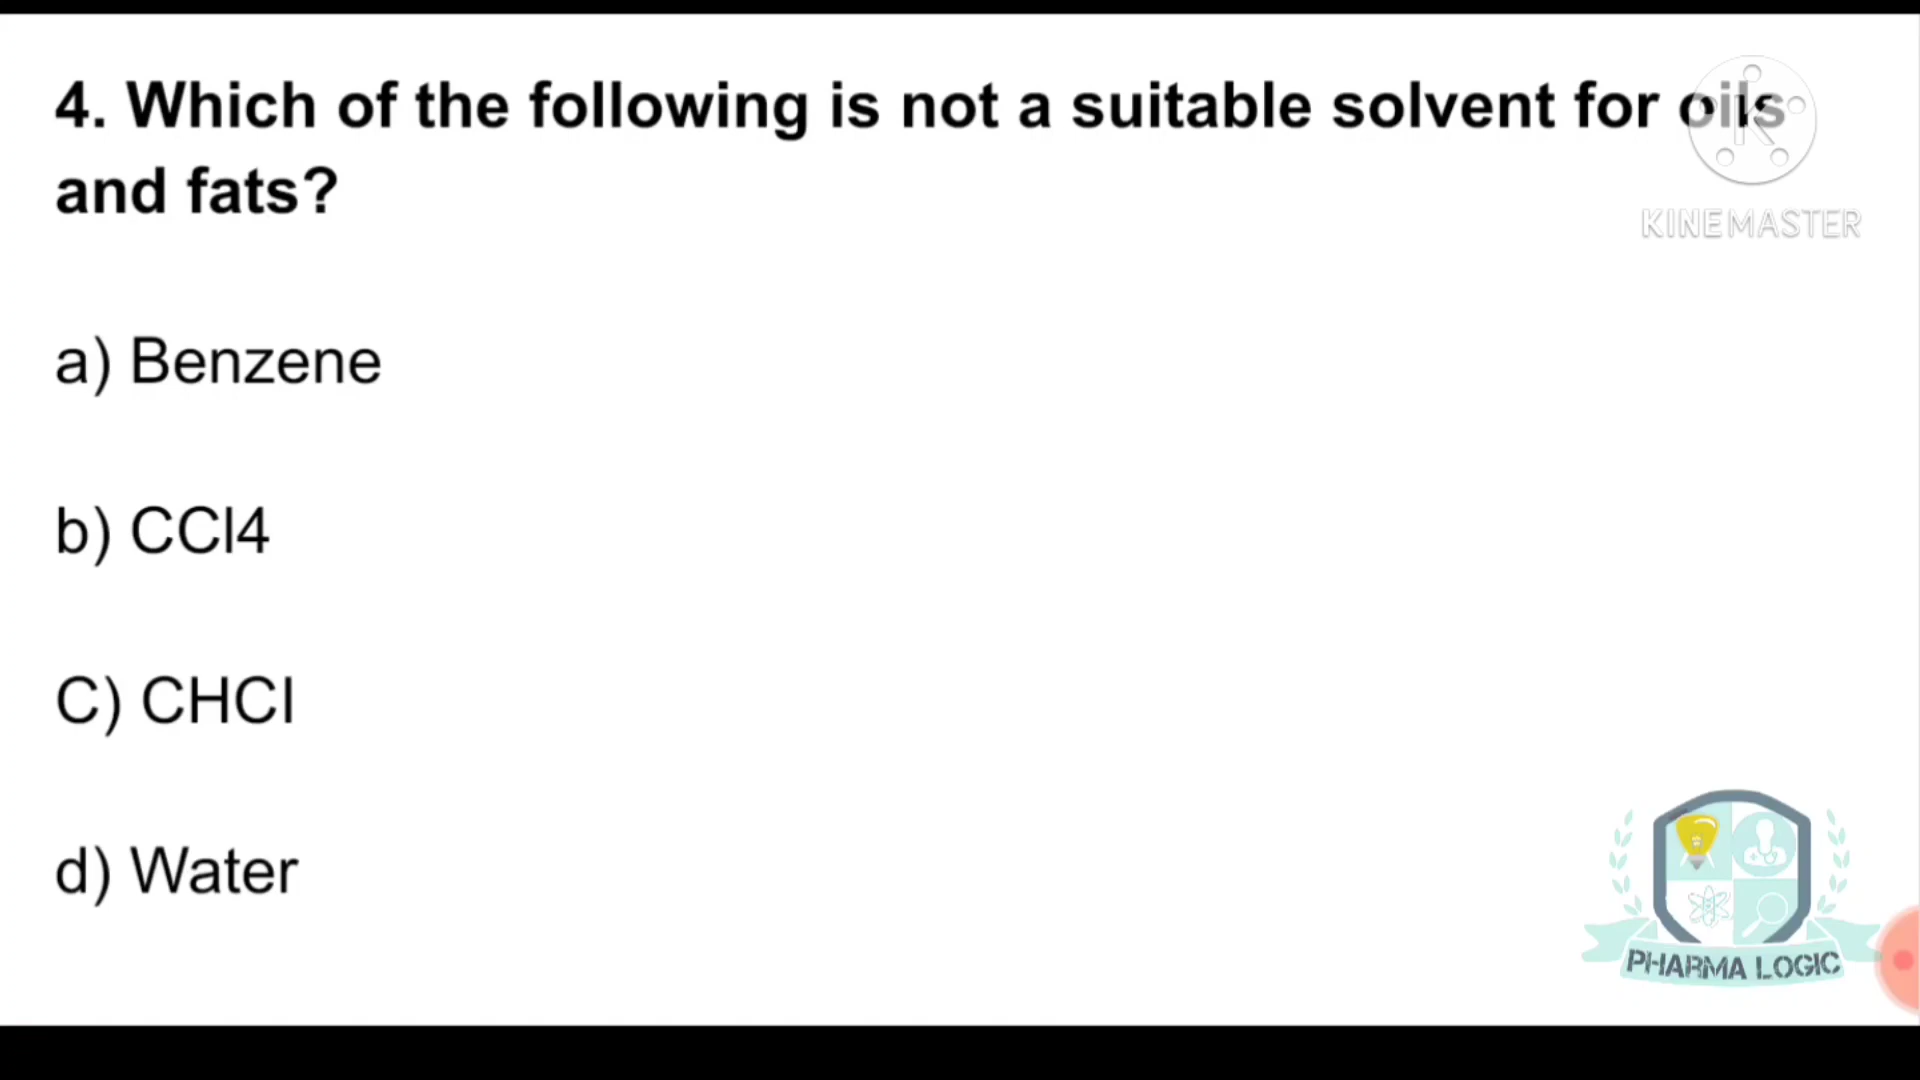 4. Which of the following is not a suitable solvent for oils
and fats?
KINEMASTER
a) Benzene
b) CCl4
C) CHCl
d) Water
PHARMA LOGIC